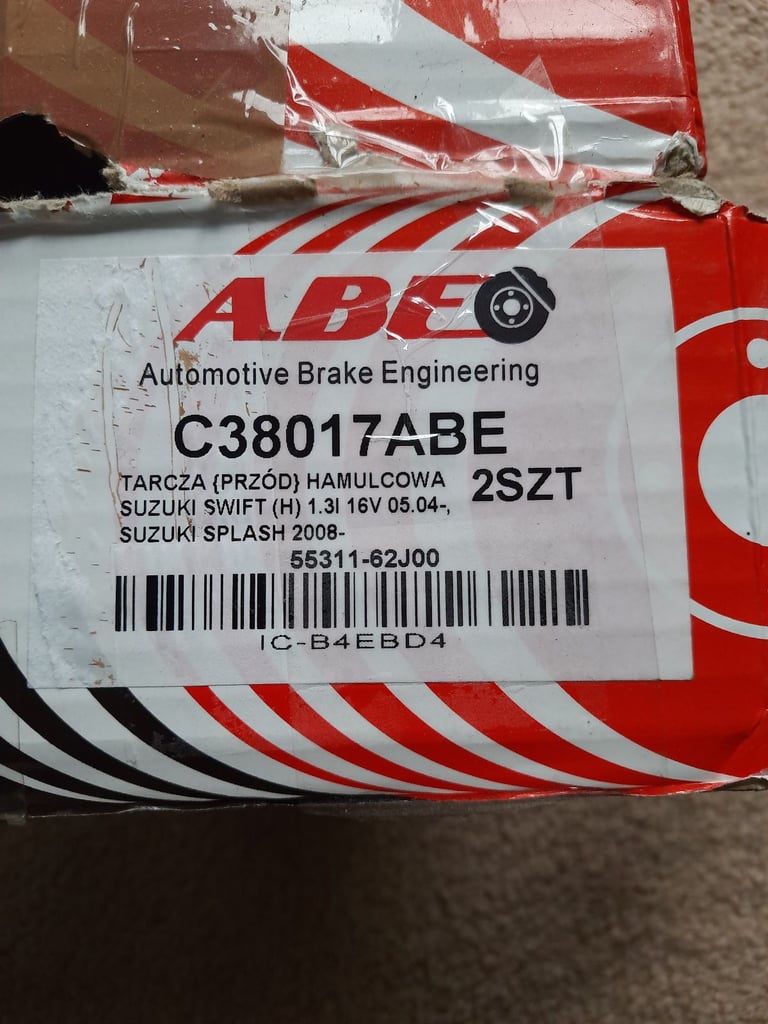 ABE
Automotive Brake Engineering
C38017ABE
TARCZA {PRZÓD} HAMULCOWA 2SZT
SUZUKI SWIFT (H) 1.3I 16V 05.04-,
SUZUKI SPLASH 2008-
55311-62J00
IC-B4EBD4